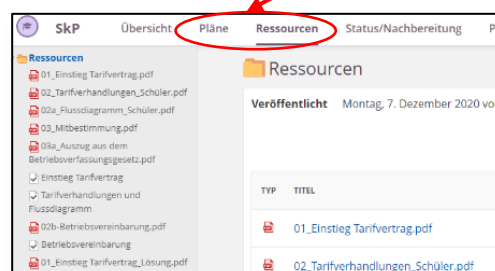 SkP Übersicht Pläne Ressourcen Status/Nachbereitung P
Ressourcen
01_Einstieg Tarifvertrag.pdf
02_Tarifverhandlungen_Schüler.pdf
02a_Flussdiagramm_Schüler.pdf
03_Mitbestimmung.pdf
03a_Auszug aus dem
Betriebsverfassungsgesetz.pdf
Einstieg Tarifvertrag
Tarifverhandlungen und
Flussdiagramm
02b-Betriebsvereinbarung.pdf
Betriebsvereinbarung
01_Einstieg Tarifvertrag_Lösung.pdf
Ressourcen
Veröffentlicht Montag, 7. Dezember 2020 vo
TYP TITEL
01_Einstieg Tarifvertrag.pdf
02_Tarifverhandlungen_Schüler.pdf